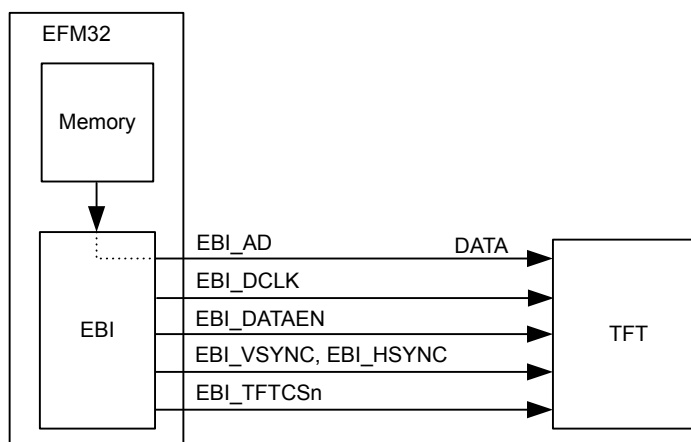 EFM32
Memory
EBI_AD DATA
EBI_DCLK
EBI_DATAEN
EBI TFT
EBI_VSYNC, EBI_HSYNC
EBI_TFTCSn